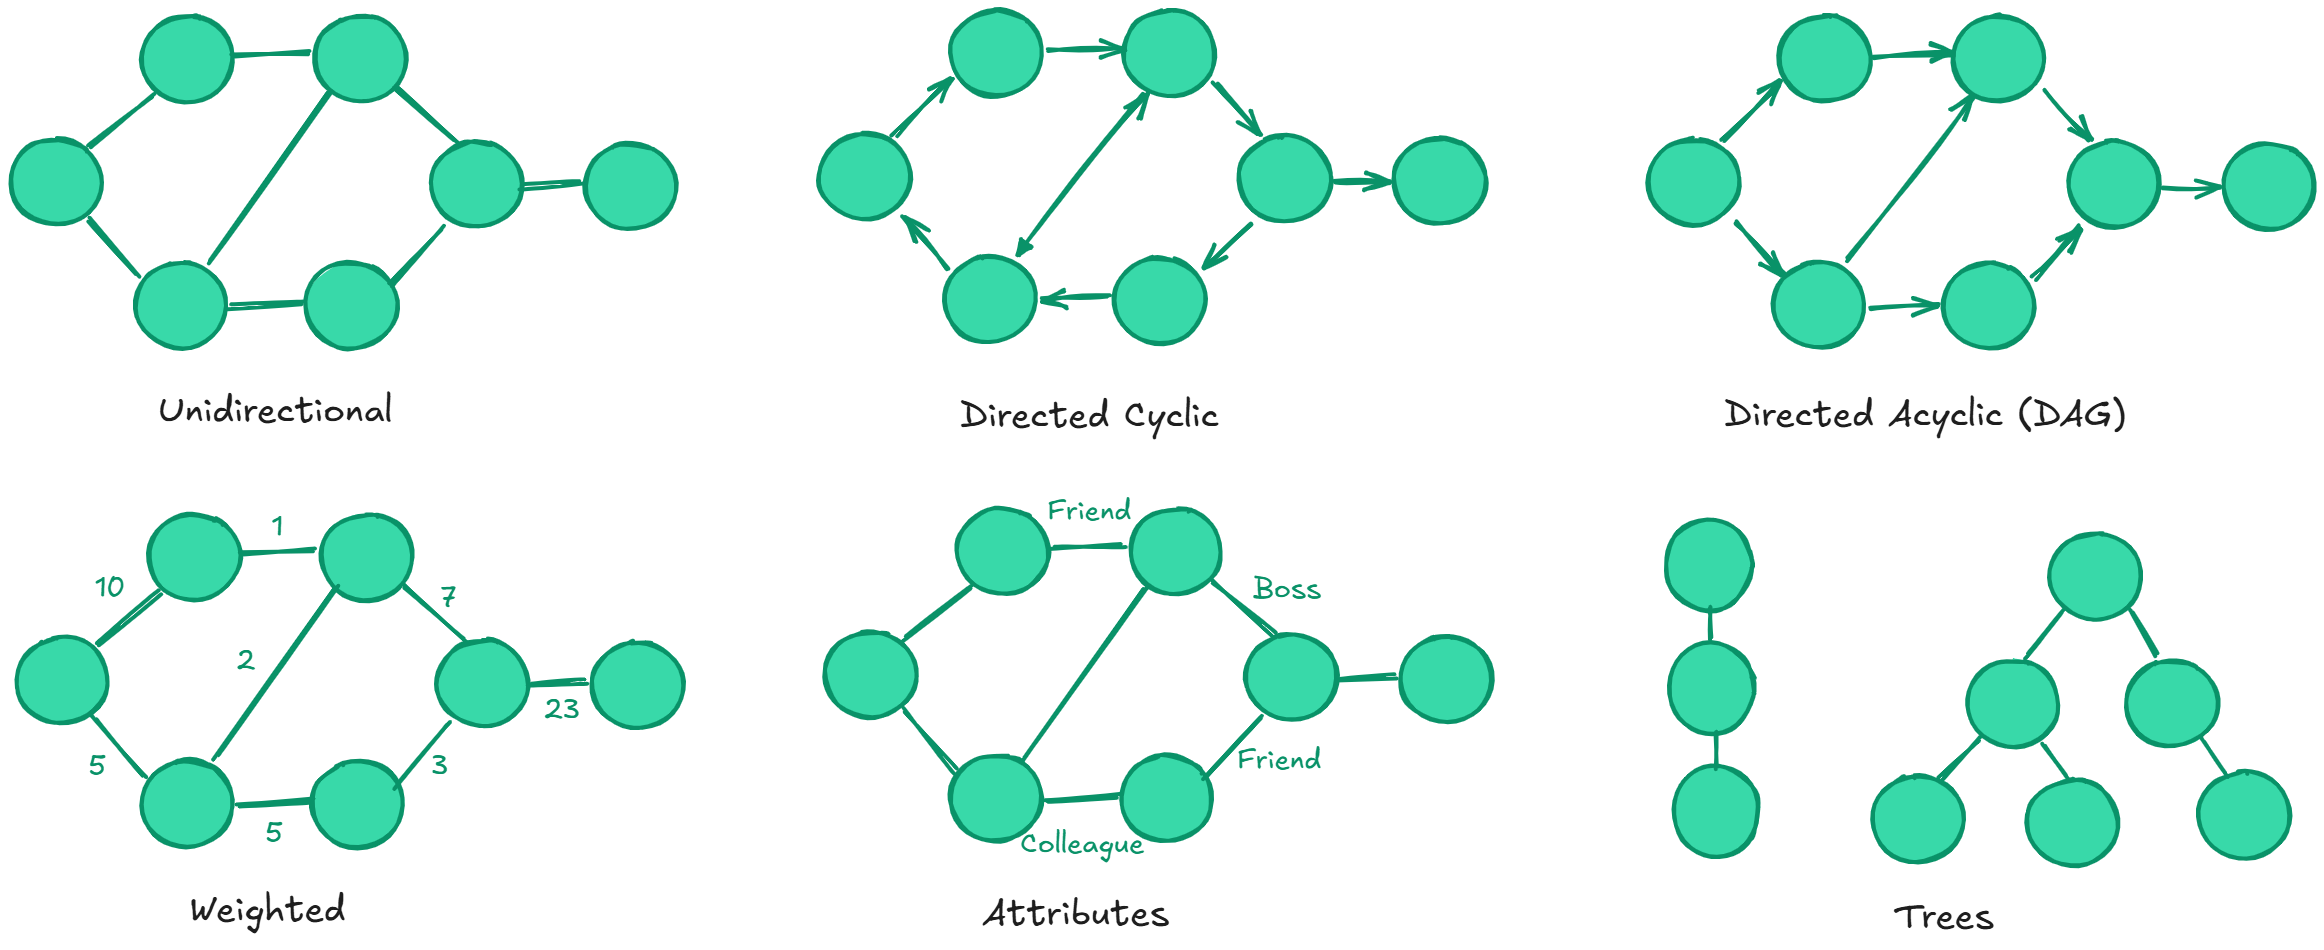 Unidirectional
Directed Cyclic
Directed Acyclic (DAG)
1
10
7
2
23
5
3
5
Weighted
Friend
Boss
Friend
Colleague
Attributes
Trees